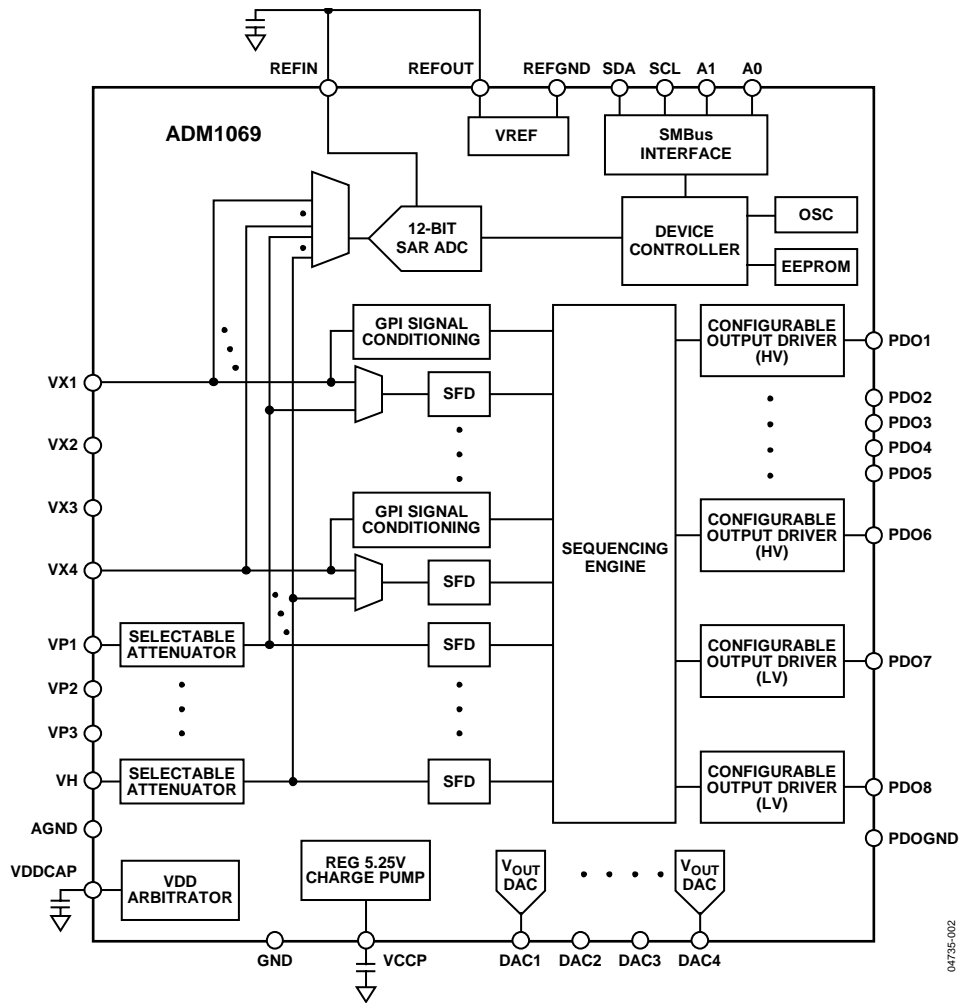 REFIN
REFOUT
REFGND
SDA
SCL
A1
A0
ADM1069
VREF
SMBus
INTERFACE
12-BIT
SAR ADC
DEVICE
CONTROLLER
OSC
EEPROM
GPI SIGNAL
CONDITIONING
CONFIGURABLE
OUTPUT DRIVER
(HV)
PDO1
VX1
SFD
PDO2
PDO3
PDO4
PDO5
VX2
VX3
GPI SIGNAL
CONDITIONING
SEQUENCING
ENGINE
CONFIGURABLE
OUTPUT DRIVER
(HV)
PDO6
VX4
SFD
VP1
SELECTABLE
ATTENUATOR
SFD
CONFIGURABLE
OUTPUT DRIVER
(LV)
PDO7
VP2
VP3
VH
SELECTABLE
ATTENUATOR
SFD
CONFIGURABLE
OUTPUT DRIVER
(LV)
PDO8
AGND
PDOGND
VDDCAP
VDD
ARBITRATOR
REG 5.25V
CHARGE PUMP
VOUT
DAC
VOUT
DAC
GND
VCCP
DAC1
DAC2
DAC3
DAC4
04735-002